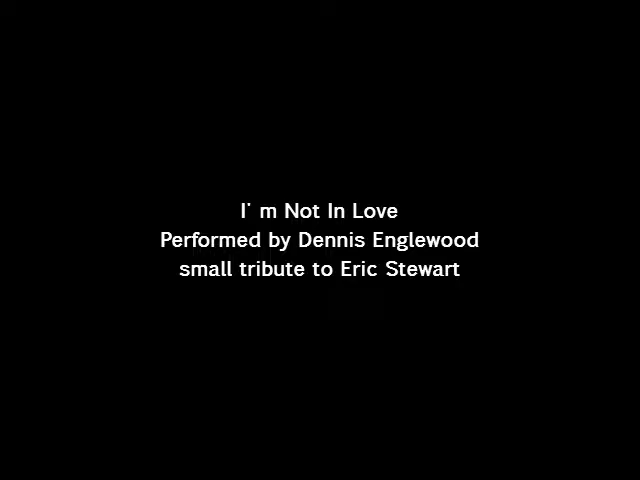 I' m Not In Love
Performed by Dennis Englewood
small tribute to Eric Stewart